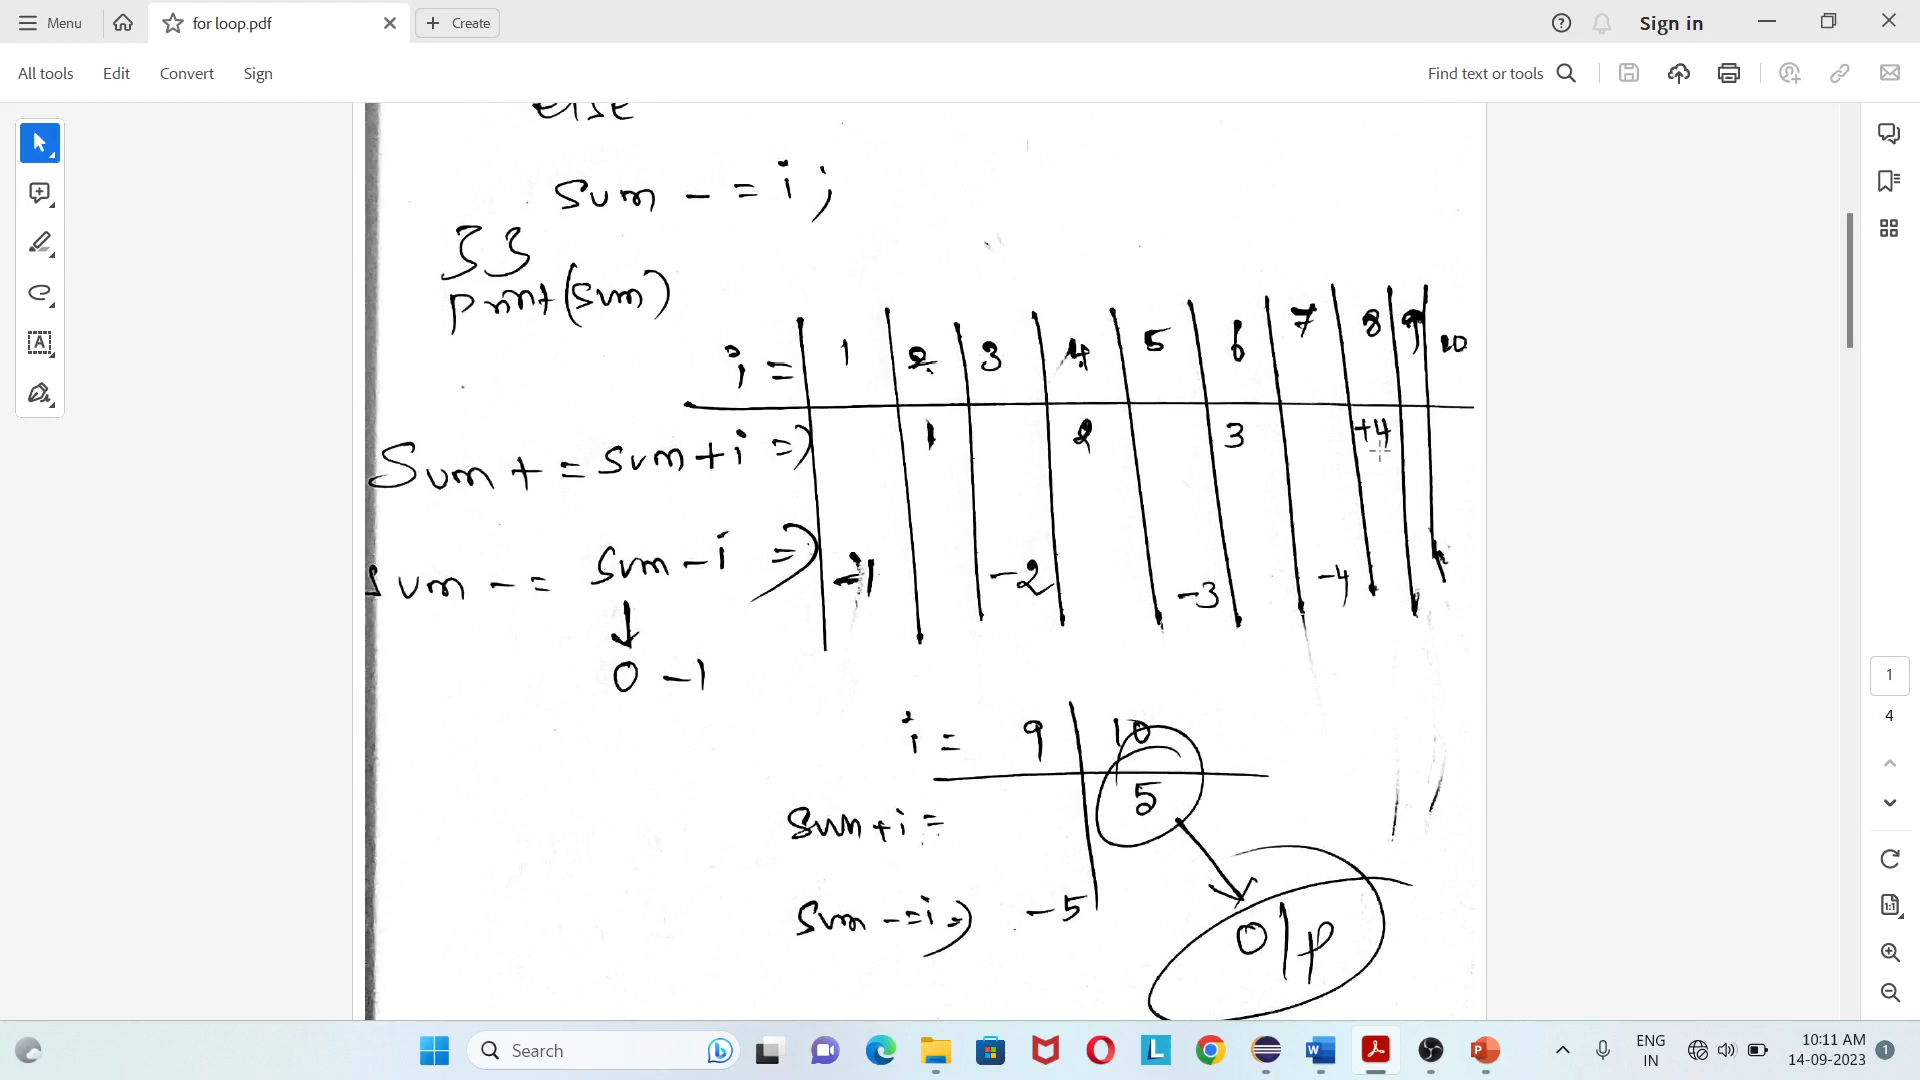 Menu
for loop.pdf
Create
Sign in
All tools
Edit
Convert
Sign
Find text or tools
else
sum - = i ;
}}
print(sum)
i = 1 2 3 4 5 6 7 8 9 10
Sum + = sum + i => 1 2 3 +4
sum - = sum - i => -1 -2 -3 -4
0 -1
i = 9 10
sum + i = 5
sum - = i => -5
O/p
1
4
Search
ENG
IN
10:11 AM
14-09-2023
1